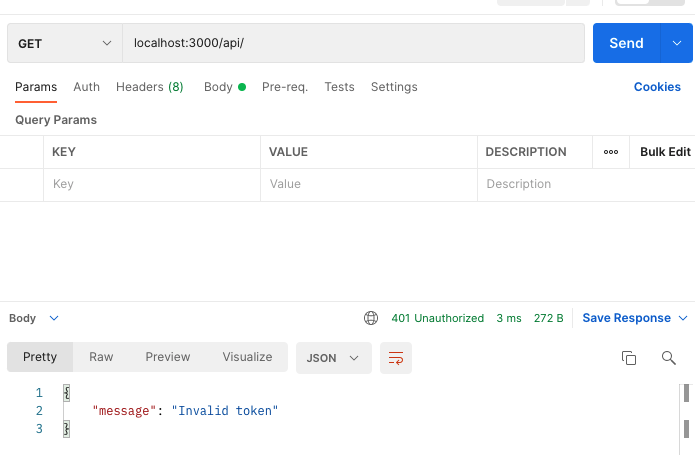 GET localhost:3000/api/ Send
Params Auth Headers (8) Body Pre-req. Tests Settings Cookies
Query Params
KEY VALUE DESCRIPTION ooo Bulk Edit
Key Value Description
Body 401 Unauthorized 3 ms 272 B Save Response
Pretty Raw Preview Visualize JSON
1 {
2 "message": "Invalid token"
3 }